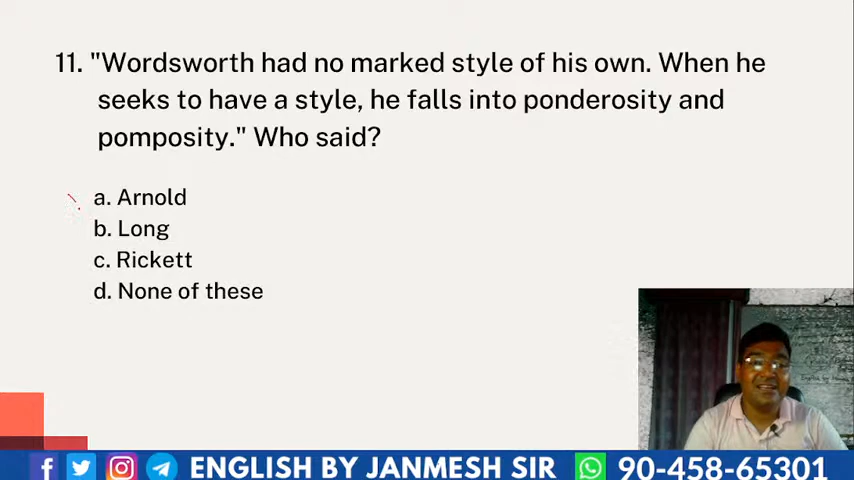 11. "Wordsworth had no marked style of his own. When he
seeks to have a style, he falls into ponderosity and
pomposity." Who said?
a. Arnold
b. Long
c. Rickett
d. None of these
ENGLISH BY JANMESH SIR 90-458-65301